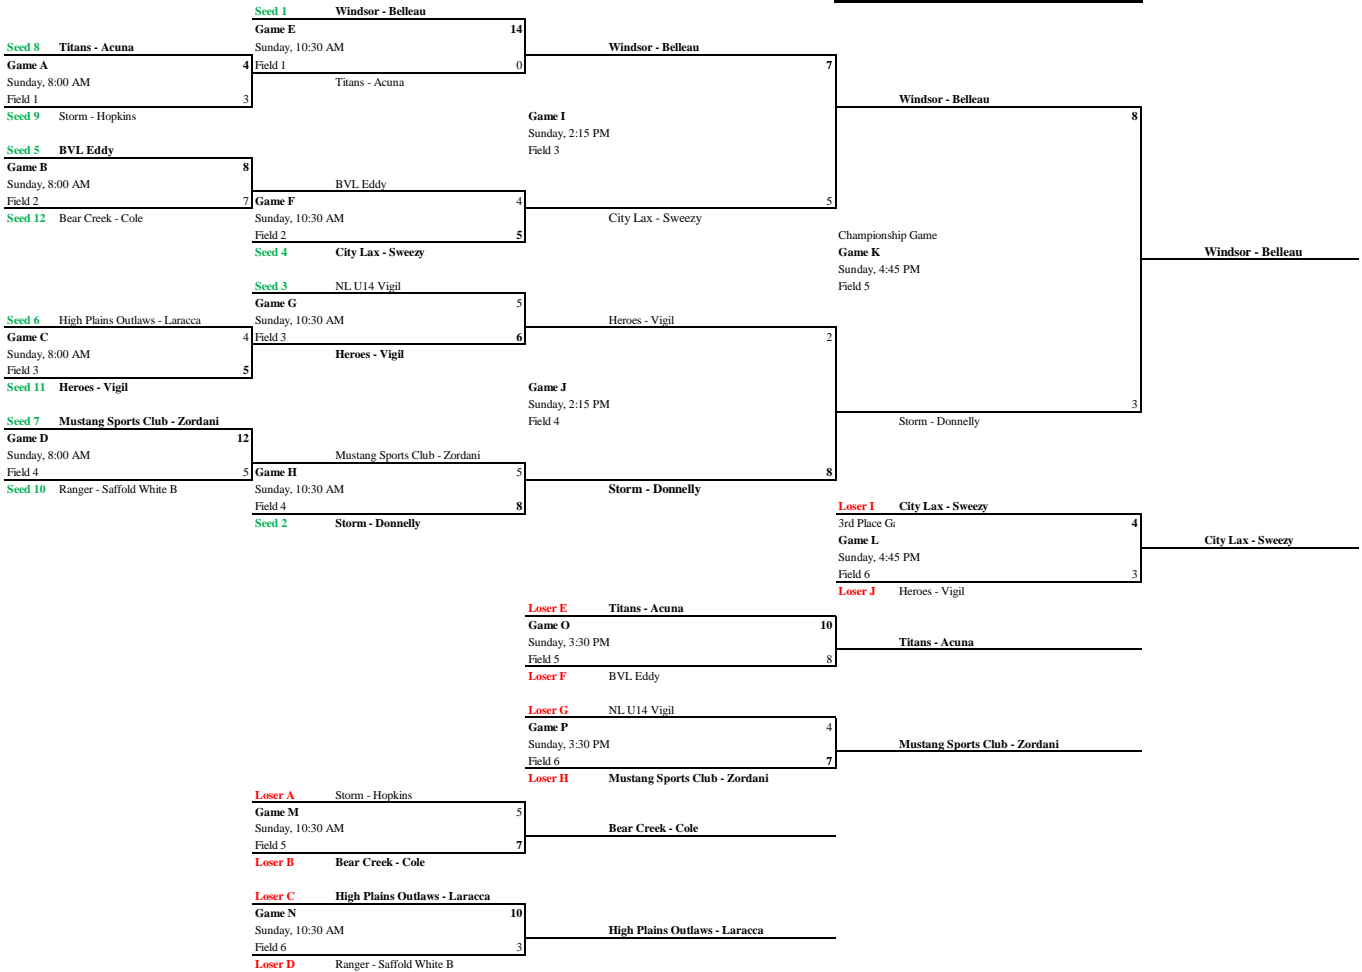 Seed 1 Windsor - Belleau
Game E 14
Sunday, 10:30 AM
Field 1 0
Titans - Acuna
Seed 8 Titans - Acuna
Game A 4
Sunday, 8:00 AM
Field 1 3
Seed 9 Storm - Hopkins
Seed 5 BVL Eddy
Game B 8
Sunday, 8:00 AM
Field 2 7
Seed 12 Bear Creek - Cole
BVL Eddy
Game F 4
Sunday, 10:30 AM
Field 2 5
Seed 4 City Lax - Sweezy
Seed 3 NL U14 Vigil
Game G 5
Sunday, 10:30 AM
Field 3 6
Heroes - Vigil
Seed 6 High Plains Outlaws - Laracca
Game C 4
Sunday, 8:00 AM
Field 3 5
Seed 11 Heroes - Vigil
Seed 7 Mustang Sports Club - Zordani
Game D 12
Sunday, 8:00 AM
Field 4 5
Seed 10 Ranger - Saffold White B
Mustang Sports Club - Zordani
Game H 5
Sunday, 10:30 AM
Field 4 8
Seed 2 Storm - Donnelly
Windsor - Belleau
7
Game I
Sunday, 2:15 PM
Field 3
5
City Lax - Sweezy
Heroes - Vigil
2
Game J
Sunday, 2:15 PM
Field 4
8
Storm - Donnelly
Windsor - Belleau
8
Championship Game
Game K
Sunday, 4:45 PM
Field 5
3
Storm - Donnelly
Windsor - Belleau
Loser I City Lax - Sweezy
3rd Place Ga 4
Game L
Sunday, 4:45 PM
Field 6 3
Loser J Heroes - Vigil
City Lax - Sweezy
Loser E Titans - Acuna
Game O 10
Sunday, 3:30 PM
Field 5 8
Loser F BVL Eddy
Titans - Acuna
Loser G NL U14 Vigil
Game P 4
Sunday, 3:30 PM
Field 6 7
Loser H Mustang Sports Club - Zordani
Mustang Sports Club - Zordani
Loser A Storm - Hopkins
Game M 5
Sunday, 10:30 AM
Field 5 7
Loser B Bear Creek - Cole
Bear Creek - Cole
Loser C High Plains Outlaws - Laracca
Game N 10
Sunday, 10:30 AM
Field 6 3
Loser D Ranger - Saffold White B
High Plains Outlaws - Laracca